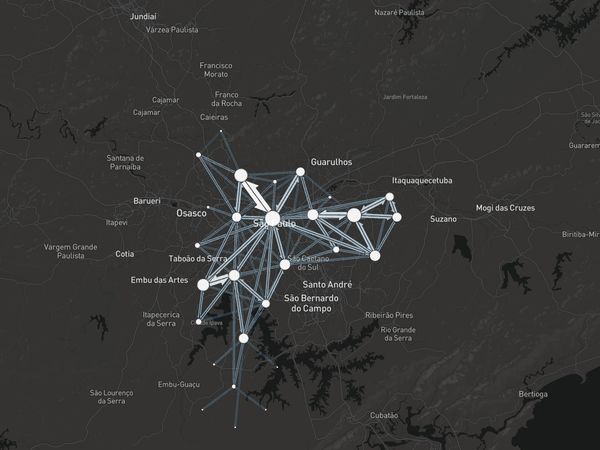 Nazaré Paulista
Jundiaí
Várzea Paulista
Francisco
Morato
Franco
da Rocha
Cajamar
Jardim Fortaleza
Cajamar
Caieiras
Guararem
Santana de
Parnaíba
Guarulhos
Itaquaquecetuba
Barueri
Osasco
Mogi das Cruzes
Suzano
Itapevi
São Paulo
Biritiba-Miri
Vargem Grande
Paulista
Cotia
Taboão da Serra
São Caetano
do Sul
Embu das Artes
Santo André
São Bernardo
do Campo
Itapecerica
da Serra
Ribeirão Pires
Rio Grande
da Serra
Embu-Guaçu
São Lourenço
da Serra
Bertioga
Cubatão